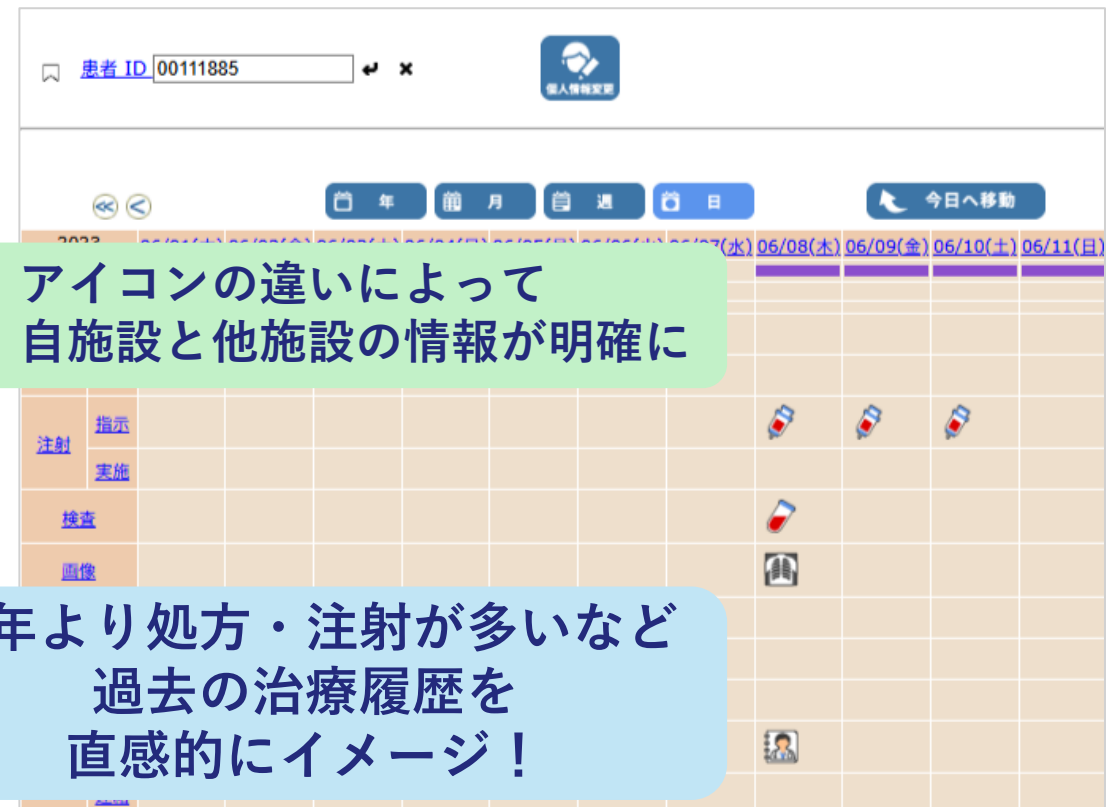 患者 ID 00111885
個人情報変更
年 月 週 日 今日へ移動
06/08(木) 06/09(金) 06/10(土) 06/11(日)
アイコンの違いによって
自施設と他施設の情報が明確に
注射 指示
実施
検査
画像
年より処方・注射が多いなど
過去の治療履歴を
直感的にイメージ！